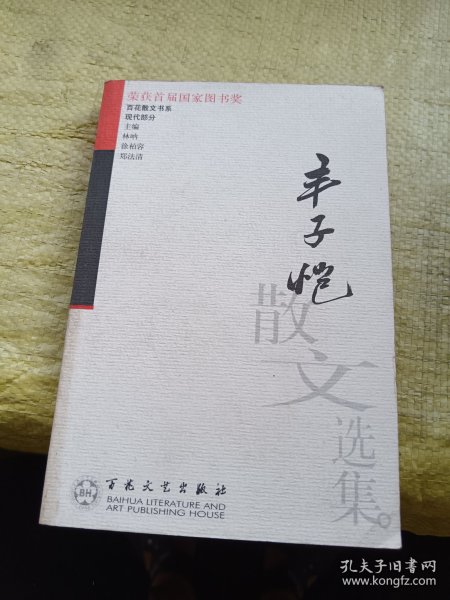 荣获首届国家图书奖
百花散文书系
现代部分
主编
林呐
徐柏容
郑法清
丰子恺
散文选集
BH
百花文艺出版社
BAIHUA LITERATURE AND
ART PUBLISHING HOUSE
孔夫子旧书网
www.kongfz.com